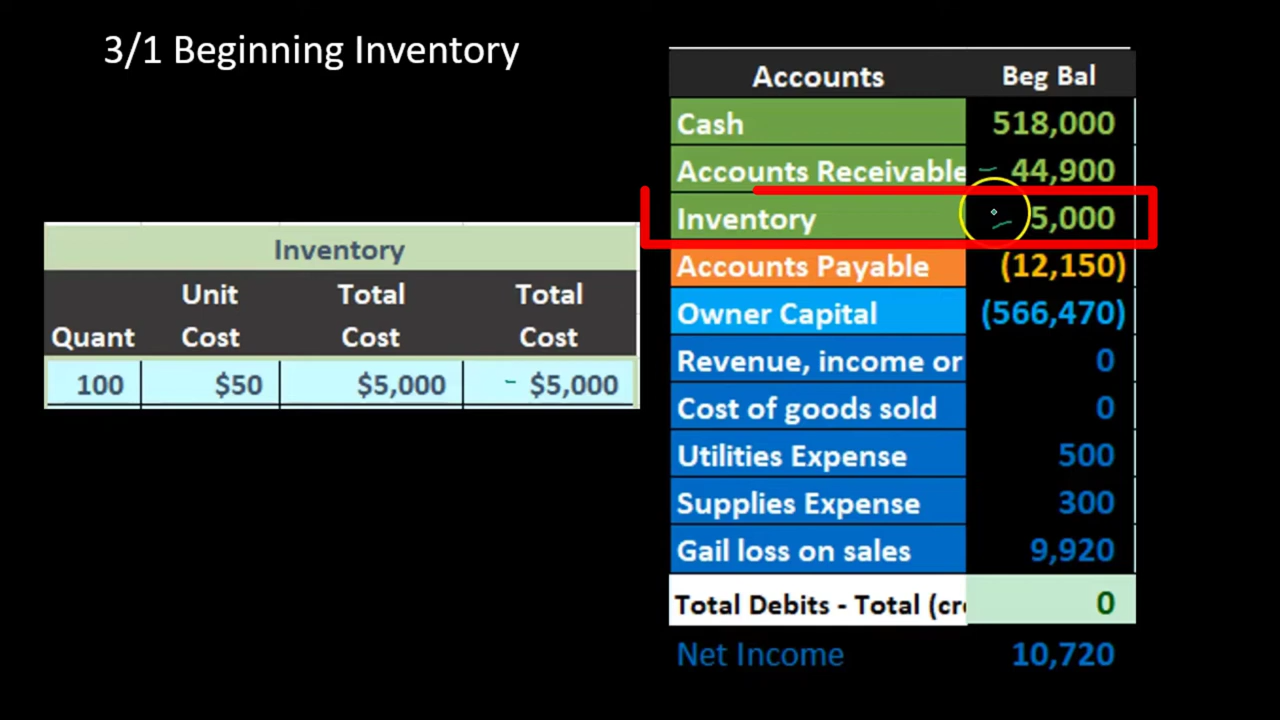 3/1 Beginning Inventory
Inventory
Quant Unit Cost Total Cost Total Cost
100 $50 $5,000 $5,000
Accounts Beg Bal
Cash 518,000
Accounts Receivable 44,900
Inventory 5,000
Accounts Payable (12,150)
Owner Capital (566,470)
Revenue, income or 0
Cost of goods sold 0
Utilities Expense 500
Supplies Expense 300
Gail loss on sales 9,920
Total Debits - Total (cre 0
Net Income 10,720